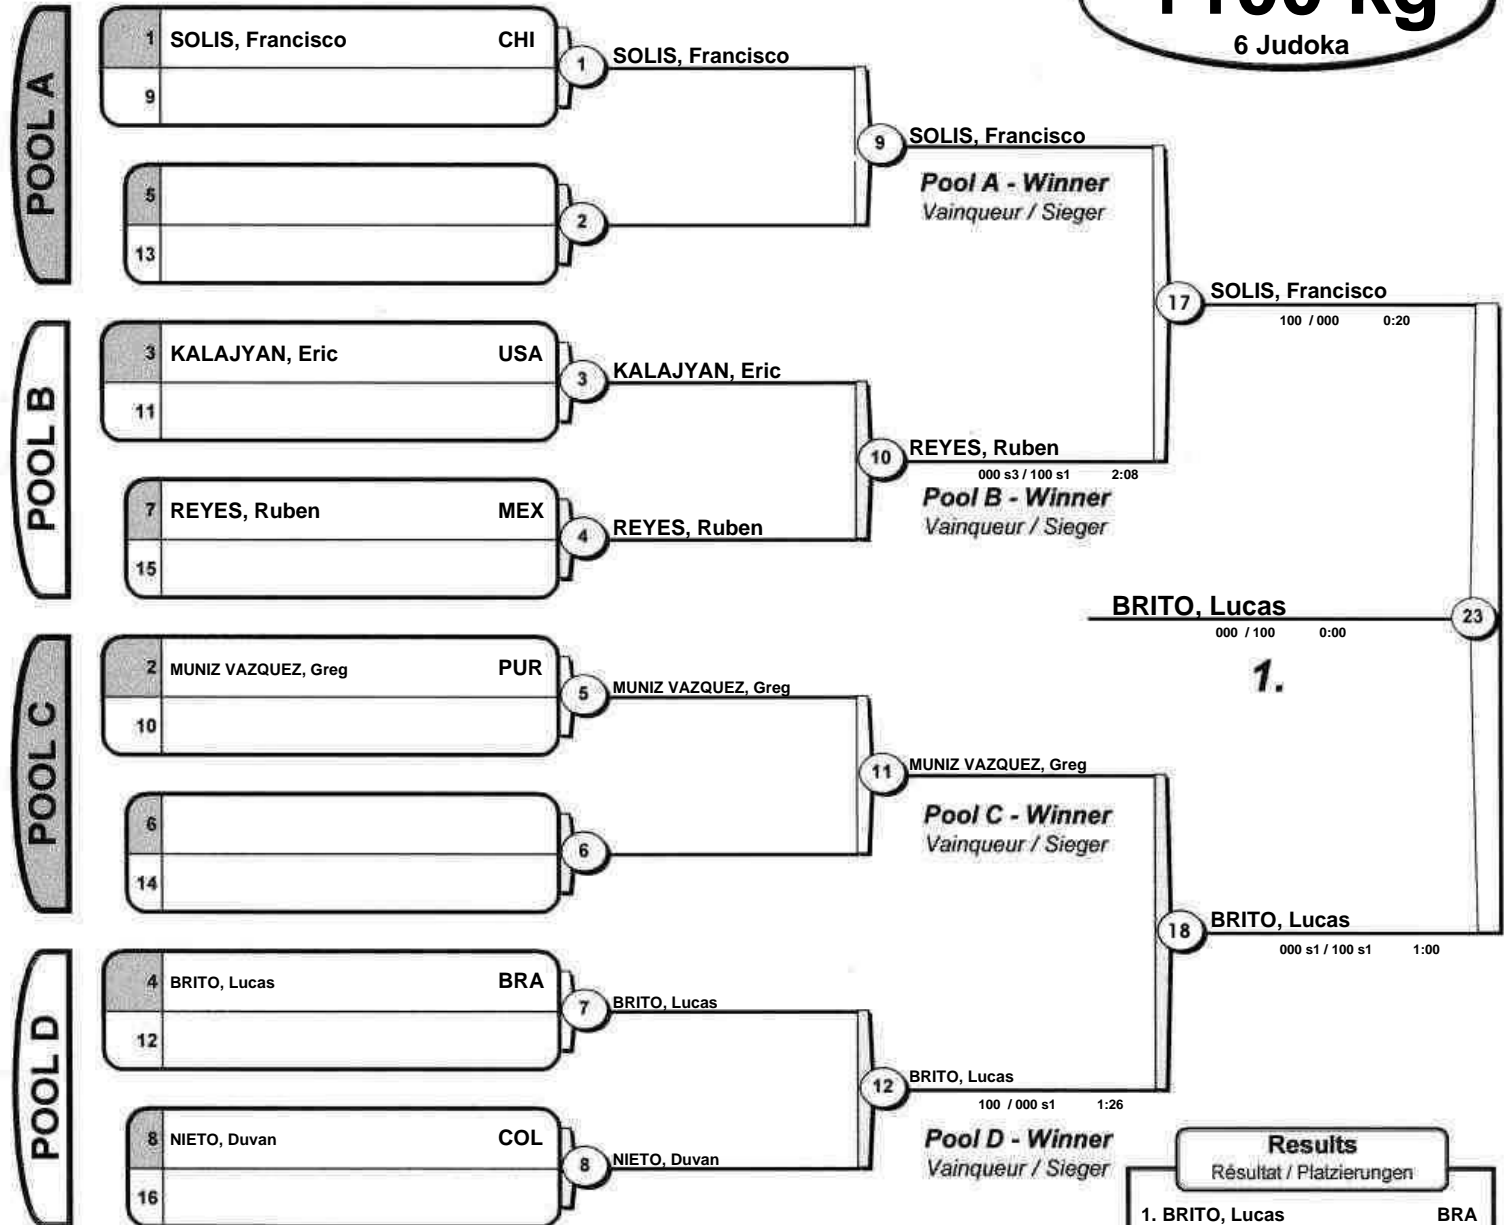 1100 kg
6 Judoka
POOL A
1 SOLIS, Francisco CHI
9
1 SOLIS, Francisco
5
13
2
9 SOLIS, Francisco
Pool A - Winner
Vainqueur / Sieger
17 SOLIS, Francisco
100 / 000 0:20
POOL B
3 KALAJYAN, Eric USA
11
3 KALAJYAN, Eric
7 REYES, Ruben MEX
15
4 REYES, Ruben
10 REYES, Ruben
000 s3 / 100 s1 2:08
Pool B - Winner
Vainqueur / Sieger
BRITO, Lucas 23
000 / 100 0:00
1.
POOL C
2 MUNIZ VAZQUEZ, Greg PUR
10
5 MUNIZ VAZQUEZ, Greg
6
14
6
11 MUNIZ VAZQUEZ, Greg
Pool C - Winner
Vainqueur / Sieger
18 BRITO, Lucas
000 s1 / 100 s1 1:00
POOL D
4 BRITO, Lucas BRA
12
7 BRITO, Lucas
8 NIETO, Duvan COL
16
8 NIETO, Duvan
12 BRITO, Lucas
100 / 000 s1 1:26
Pool D - Winner
Vainqueur / Sieger
Results
Résultat / Platzierungen
1. BRITO, Lucas BRA